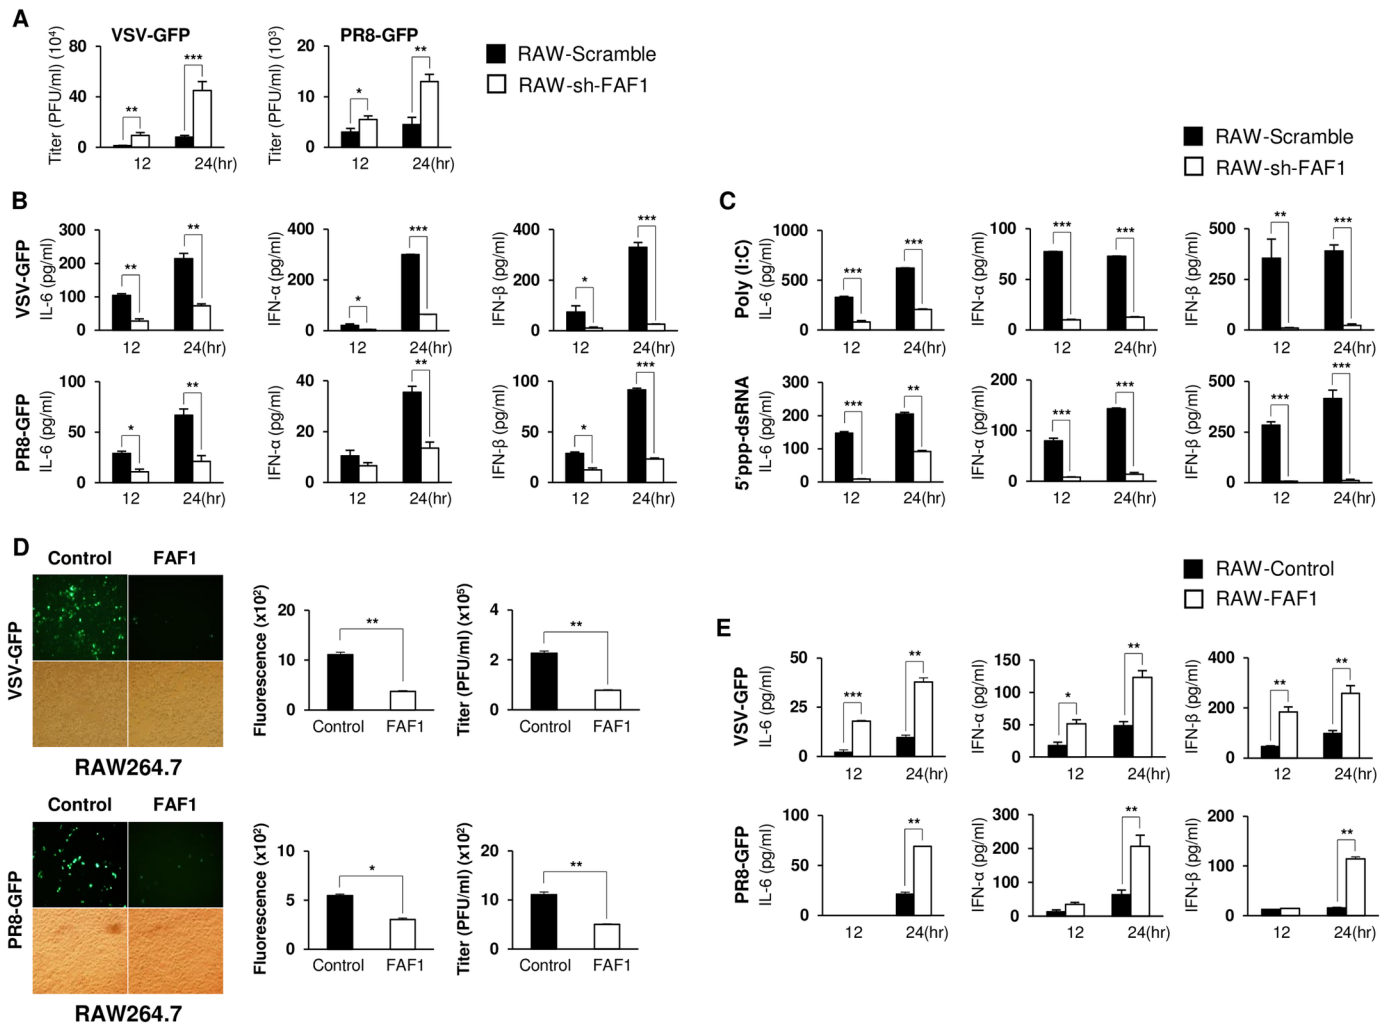 A
VSV-GFP
PR8-GFP
Titer (PFU/ml) (10⁴)
80
40
0
**
***
12
24(hr)
Titer (PFU/ml) (10³)
20
10
0
*
**
12
24(hr)
RAW-Scramble
RAW-sh-FAF1
RAW-Scramble
RAW-sh-FAF1
B
VSV-GFP
IL-6 (pg/ml)
300
200
100
0
**
**
12
24(hr)
IFN-α (pg/ml)
400
200
0
*
***
12
24(hr)
IFN-β (pg/ml)
400
200
0
*
***
12
24(hr)
PR8-GFP
IL-6 (pg/ml)
100
50
0
*
**
12
24(hr)
IFN-α (pg/ml)
40
20
0
**
12
24(hr)
IFN-β (pg/ml)
100
50
0
*
***
12
24(hr)
C
Poly (I:C)
IL-6 (pg/ml)
1000
500
0
***
***
12
24(hr)
IFN-α (pg/ml)
100
50
0
***
***
12
24(hr)
IFN-β (pg/ml)
500
250
0
**
***
12
24(hr)
5'ppp-dsRNA
IL-6 (pg/ml)
300
200
100
0
***
**
12
24(hr)
IFN-α (pg/ml)
200
100
0
***
***
12
24(hr)
IFN-β (pg/ml)
500
250
0
***
***
12
24(hr)
D
Control
FAF1
VSV-GFP
RAW264.7
Fluorescence (x10²)
20
10
0
**
Control
FAF1
Titer (PFU/ml) (x10⁵)
4
2
0
**
Control
FAF1
Control
FAF1
PR8-GFP
RAW264.7
Fluorescence (x10²)
10
5
0
*
Control
FAF1
Titer (PFU/ml) (x10²)
20
10
0
**
Control
FAF1
RAW-Control
RAW-FAF1
E
VSV-GFP
IL-6 (pg/ml)
50
25
0
***
**
12
24(hr)
IFN-α (pg/ml)
150
100
50
0
*
**
12
24(hr)
IFN-β (pg/ml)
400
200
0
**
**
12
24(hr)
PR8-GFP
IL-6 (pg/ml)
100
50
0
**
12
24(hr)
IFN-α (pg/ml)
300
200
100
0
**
12
24(hr)
IFN-β (pg/ml)
200
100
0
**
12
24(hr)